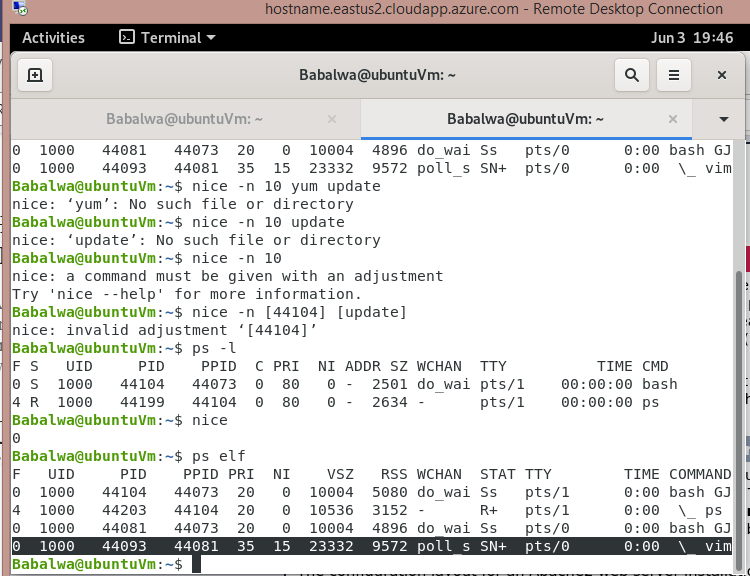 hostname.eastus2.cloudapp.azure.com - Remote Desktop Connection
Activities Terminal Jun 3 19:46
Babalwa@ubuntuVm: ~
Babalwa@ubuntuVm: ~ × Babalwa@ubuntuVm: ~ ×
0 1000 44081 44073 20 0 10004 4896 do_wai Ss pts/0 0:00 bash GJ
0 1000 44093 44081 35 15 23332 9572 poll_s SN+ pts/0 0:00 \_ vim
Babalwa@ubuntuVm:~$ nice -n 10 yum update
nice: ‘yum’: No such file or directory
Babalwa@ubuntuVm:~$ nice -n 10 update
nice: ‘update’: No such file or directory
Babalwa@ubuntuVm:~$ nice -n 10
nice: a command must be given with an adjustment
Try 'nice --help' for more information.
Babalwa@ubuntuVm:~$ nice -n [44104] [update]
nice: invalid adjustment ‘[44104]’
Babalwa@ubuntuVm:~$ ps -l
F S UID PID PPID C PRI NI ADDR SZ WCHAN TTY TIME CMD
0 S 1000 44104 44073 0 80 0 - 2501 do_wai pts/1 00:00:00 bash
4 R 1000 44199 44104 0 80 0 - 2634 - pts/1 00:00:00 ps
Babalwa@ubuntuVm:~$ nice
0
Babalwa@ubuntuVm:~$ ps elf
F UID PID PPID PRI NI VSZ RSS WCHAN STAT TTY TIME COMMAND
0 1000 44104 44073 20 0 10004 5080 do_wai Ss pts/1 0:00 bash GJ
4 1000 44203 44104 20 0 10536 3152 - R+ pts/1 0:00 \_ ps
0 1000 44081 44073 20 0 10004 4896 do_wai Ss pts/0 0:00 bash GJ
0 1000 44093 44081 35 15 23332 9572 poll_s SN+ pts/0 0:00 \_ vim
Babalwa@ubuntuVm:~$